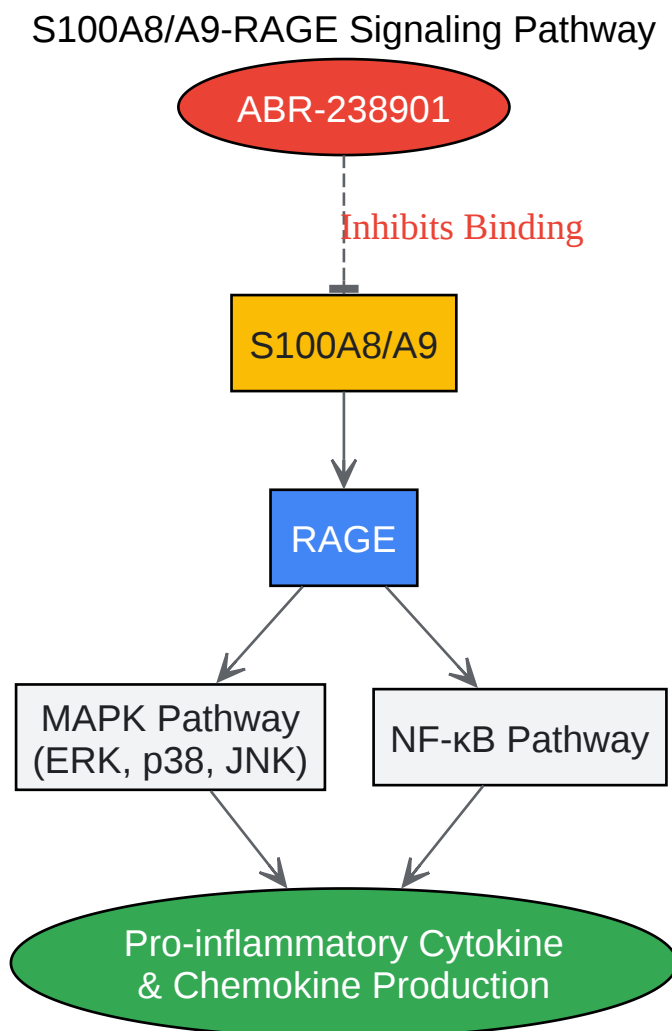 S100A8/A9-RAGE Signaling Pathway
ABR-238901
Inhibits Binding
S100A8/A9
RAGE
MAPK Pathway
(ERK, p38, JNK)
NF-κB Pathway
Pro-inflammatory Cytokine
& Chemokine Production